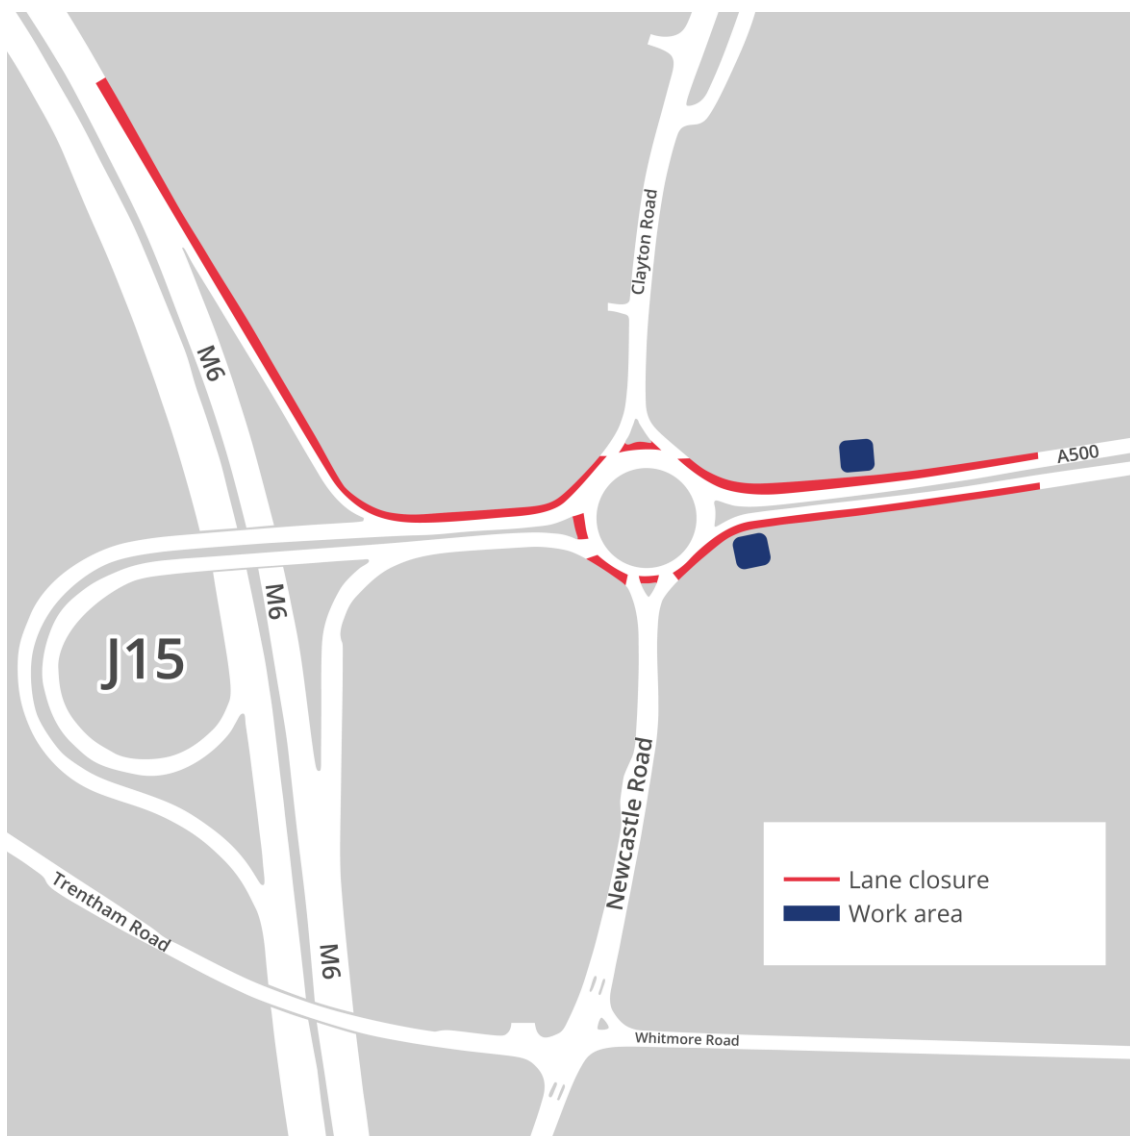 Clayton Road
M6
A500
M6
J15
Newcastle Road
Lane closure
Work area
Trentham Road
M6
Whitmore Road